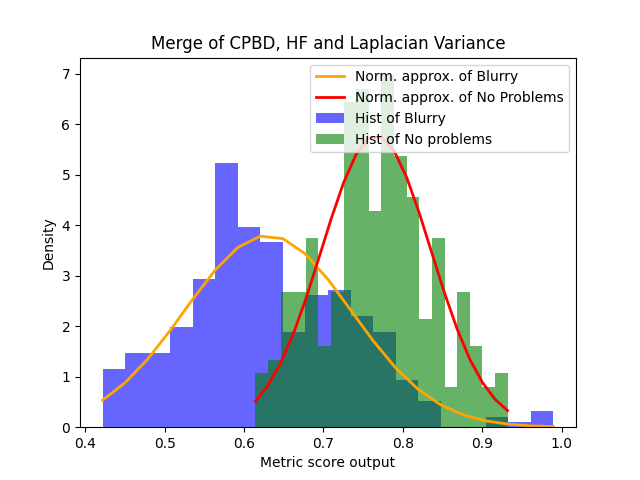 Merge of CPBD, HF and Laplacian Variance
Norm. approx. of Blurry
Norm. approx. of No Problems
Hist of Blurry
Hist of No problems
Density
7
6
5
4
3
2
1
0
0.4 0.5 0.6 0.7 0.8 0.9 1.0
Metric score output